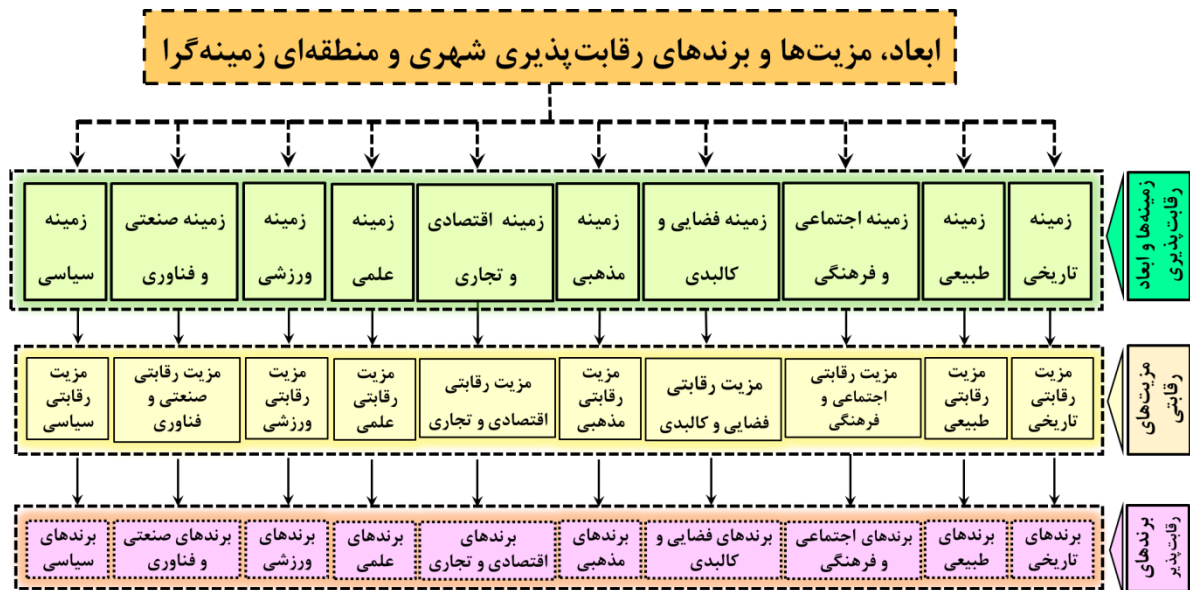 ابعاد، مزیت‌ها و برندهای رقابت‌پذیری شهری و منطقه‌ای زمینه‌گرا
زمینه‌ها و ابعاد
رقابت‌پذیری
زمینه
تاریخی
زمینه
طبیعی
زمینه اجتماعی
و فرهنگی
زمینه فضایی و
کالبدی
زمینه
مذهبی
زمینه اقتصادی
و تجاری
زمینه
علمی
زمینه
ورزشی
زمینه صنعتی
و فناوری
زمینه
سیاسی
مزیت‌های
رقابتی
مزیت
رقابتی
تاریخی
مزیت
رقابتی
طبیعی
مزیت رقابتی
اجتماعی و
فرهنگی
مزیت رقابتی
فضایی و کالبدی
مزیت
رقابتی
مذهبی
مزیت رقابتی
اقتصادی و تجاری
مزیت
رقابتی
علمی
مزیت
رقابتی
ورزشی
مزیت رقابتی
صنعتی و
فناوری
مزیت
رقابتی
سیاسی
برندهای
رقابت‌پذیر
برندهای
تاریخی
برندهای
طبیعی
برندهای اجتماعی
و فرهنگی
برندهای فضایی و
کالبدی
برندهای
مذهبی
برندهای
اقتصادی و تجاری
برندهای
علمی
برندهای
ورزشی
برندهای صنعتی
و فناوری
برندهای
سیاسی